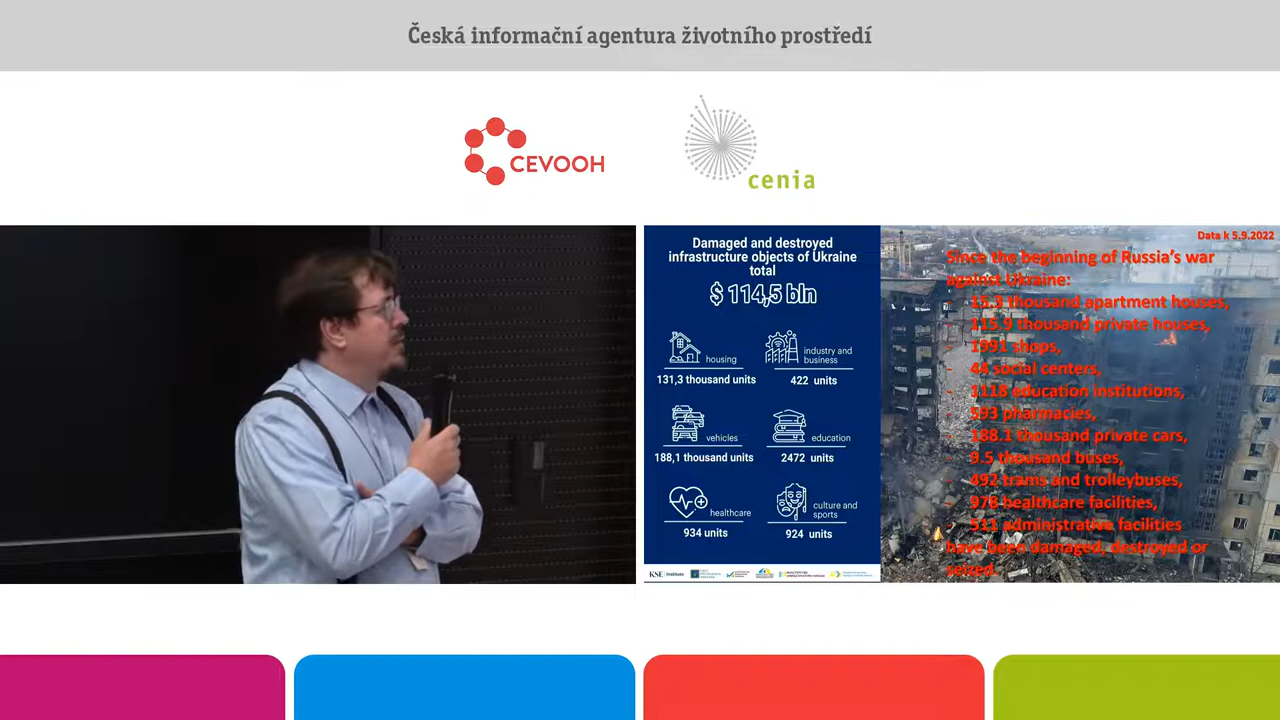 Česká informační agentura životního prostředí
CEVOOH
cenia
Damaged and destroyed
infrastructure objects of Ukraine
total
$ 114,5 bln
housing
131,3 thousand units
industry and
business
422 units
vehicles
188,1 thousand units
education
2472 units
healthcare
934 units
culture and
sports
924 units
KSE Institute
Data k 5.9.2022
Since the beginning of Russia's war
against Ukraine:
- 15.3 thousand apartment houses,
- 115.9 thousand private houses,
- 1991 shops,
- 44 social centers,
- 1118 education institutions,
- 593 pharmacies,
- 188.1 thousand private cars,
- 9.5 thousand buses,
- 492 trams and trolleybuses,
- 978 healthcare facilities,
- 511 administrative facilities
have been damaged, destroyed or
seized.